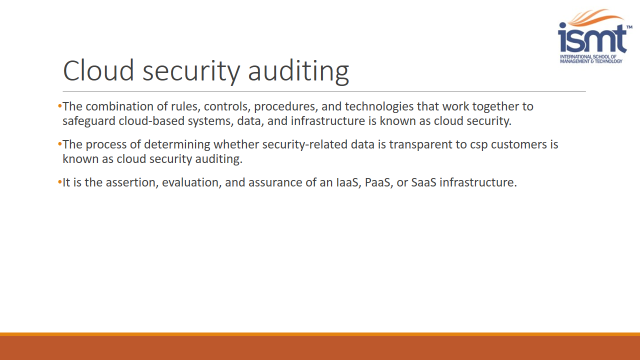 ismt™
INTERNATIONAL SCHOOL OF
MANAGEMENT & TECHNOLOGY
Cloud security auditing
•The combination of rules, controls, procedures, and technologies that work together to
safeguard cloud-based systems, data, and infrastructure is known as cloud security.
•The process of determining whether security-related data is transparent to csp customers is
known as cloud security auditing.
•It is the assertion, evaluation, and assurance of an IaaS, PaaS, or SaaS infrastructure.